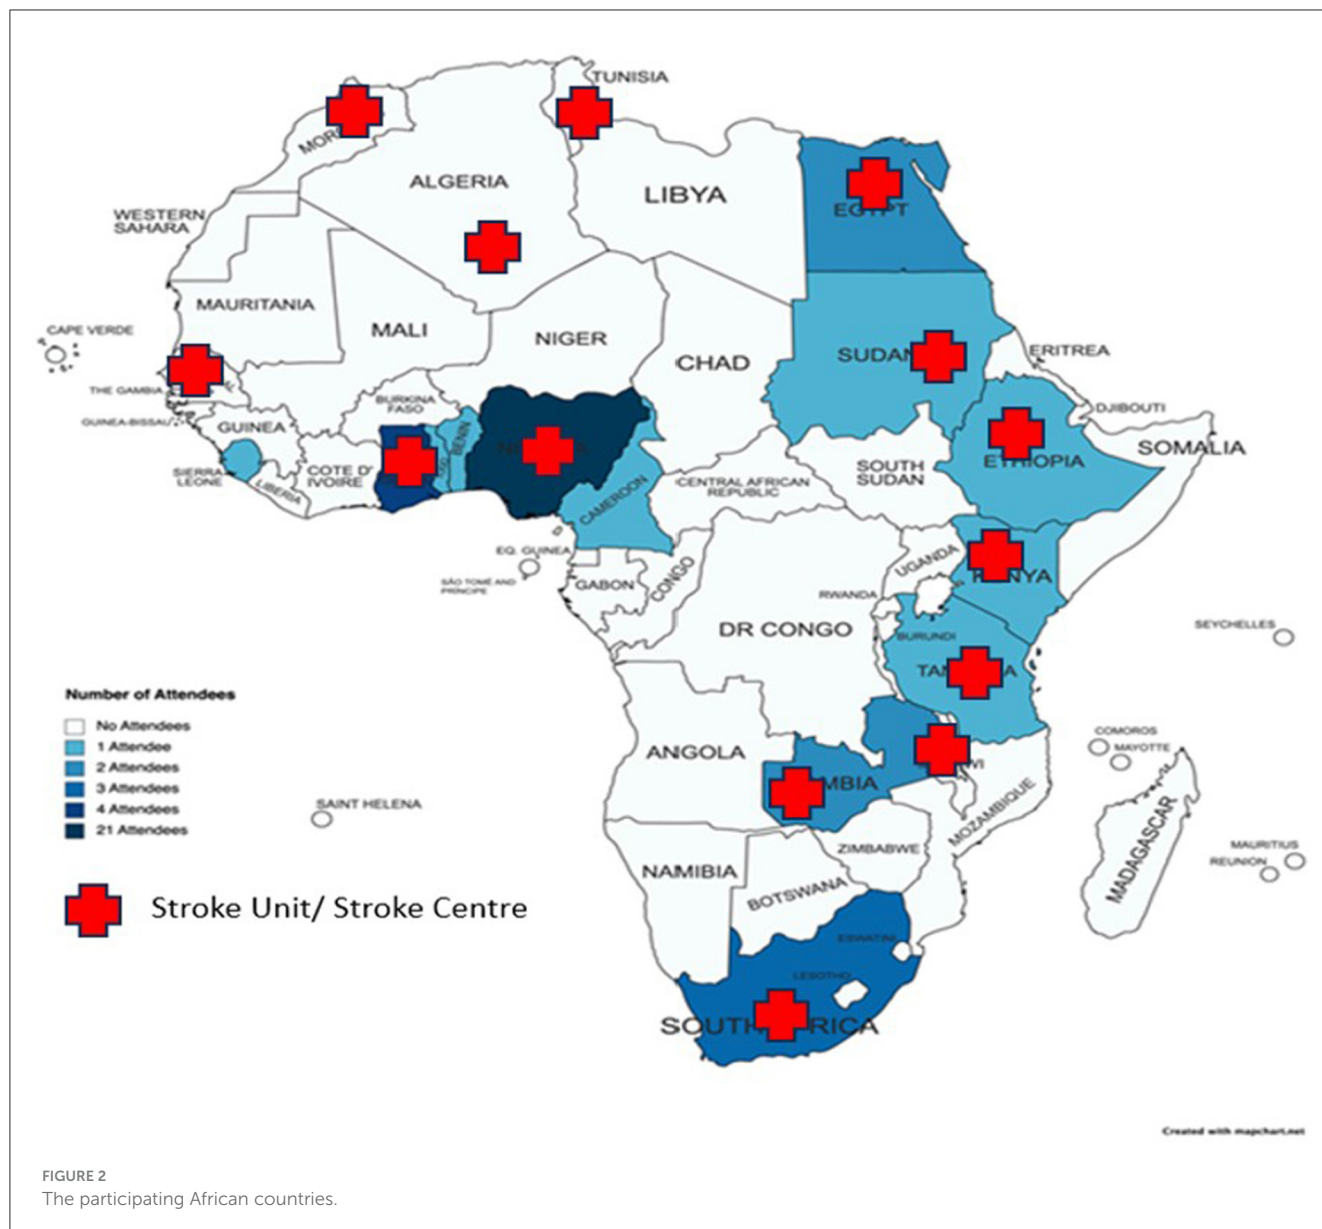 TUNISIA
ALGERIA
LIBYA
WESTERN
SAHARA
MAURITANIA
MALI
NIGER
CHAD
SUDAN
ERITREA
CAPE VERDE
THE GAMBIA
GUINEA-BISSAU
GUINEA
SIERRA
LEONE
LIBERIA
COTE D'
IVOIRE
BURKINA
FASO
BENIN
CAMEROON
CENTRAL AFRICAN
REPUBLIC
SOUTH
SUDAN
ETHIOPIA
DJIBOUTI
SOMALIA
EQ. GUINEA
SÃO TOMÉ AND
PRÍNCIPE
GABON
CONGO
DR CONGO
UGANDA
RWANDA
BURUNDI
SEYCHELLES
COMOROS
MAYOTTE
ANGOLA
MOZAMBIQUE
ZIMBABWE
MADAGASCAR
MAURITIUS
REUNION
NAMIBIA
BOTSWANA
ESWATINI
LESOTHO
SAINT HELENA
Number of Attendees
No Attendees
1 Attendee
2 Attendees
3 Attendees
4 Attendees
21 Attendees
Stroke Unit/ Stroke Centre
Created with mapchart.net
FIGURE 2
The participating African countries.